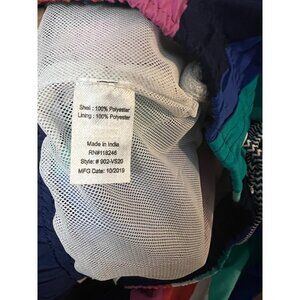 Shell : 100% Polyester
Lining : 100% Polyester
Made in India
RN#118246
Style: # 902-VS20
MFG Date: 10/2019